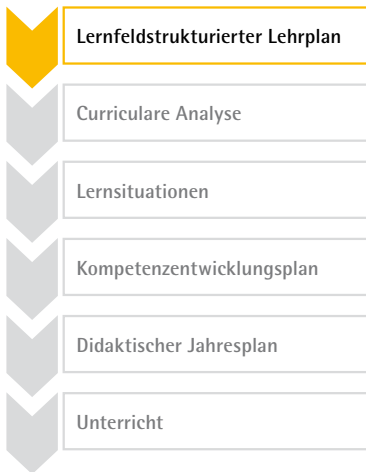 Lernfeldstrukturierter Lehrplan
Curriculare Analyse
Lernsituationen
Kompetenzentwicklungsplan
Didaktischer Jahresplan
Unterricht